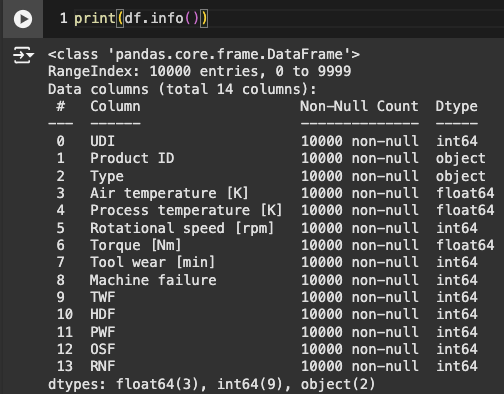 1 print(df.info())
<class 'pandas.core.frame.DataFrame'>
RangeIndex: 10000 entries, 0 to 9999
Data columns (total 14 columns):
 #   Column                   Non-Null Count  Dtype
---  ------                   --------------  -----
 0   UDI                      10000 non-null  int64
 1   Product ID               10000 non-null  object
 2   Type                     10000 non-null  object
 3   Air temperature [K]      10000 non-null  float64
 4   Process temperature [K]  10000 non-null  float64
 5   Rotational speed [rpm]   10000 non-null  int64
 6   Torque [Nm]              10000 non-null  float64
 7   Tool wear [min]          10000 non-null  int64
 8   Machine failure          10000 non-null  int64
 9   TWF                      10000 non-null  int64
 10  HDF                      10000 non-null  int64
 11  PWF                      10000 non-null  int64
 12  OSF                      10000 non-null  int64
 13  RNF                      10000 non-null  int64
dtypes: float64(3), int64(9), object(2)